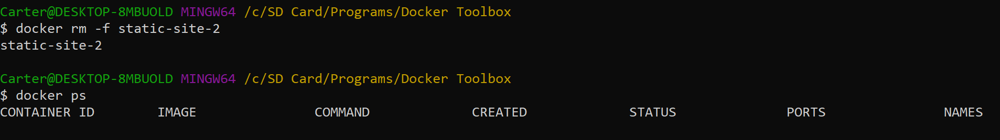 Carter@DESKTOP-8MBUOLD MINGW64 /c/SD Card/Programs/Docker Toolbox
$ docker rm -f static-site-2
static-site-2
Carter@DESKTOP-8MBUOLD MINGW64 /c/SD Card/Programs/Docker Toolbox
$ docker ps
CONTAINER ID        IMAGE               COMMAND             CREATED             STATUS              PORTS               NAMES